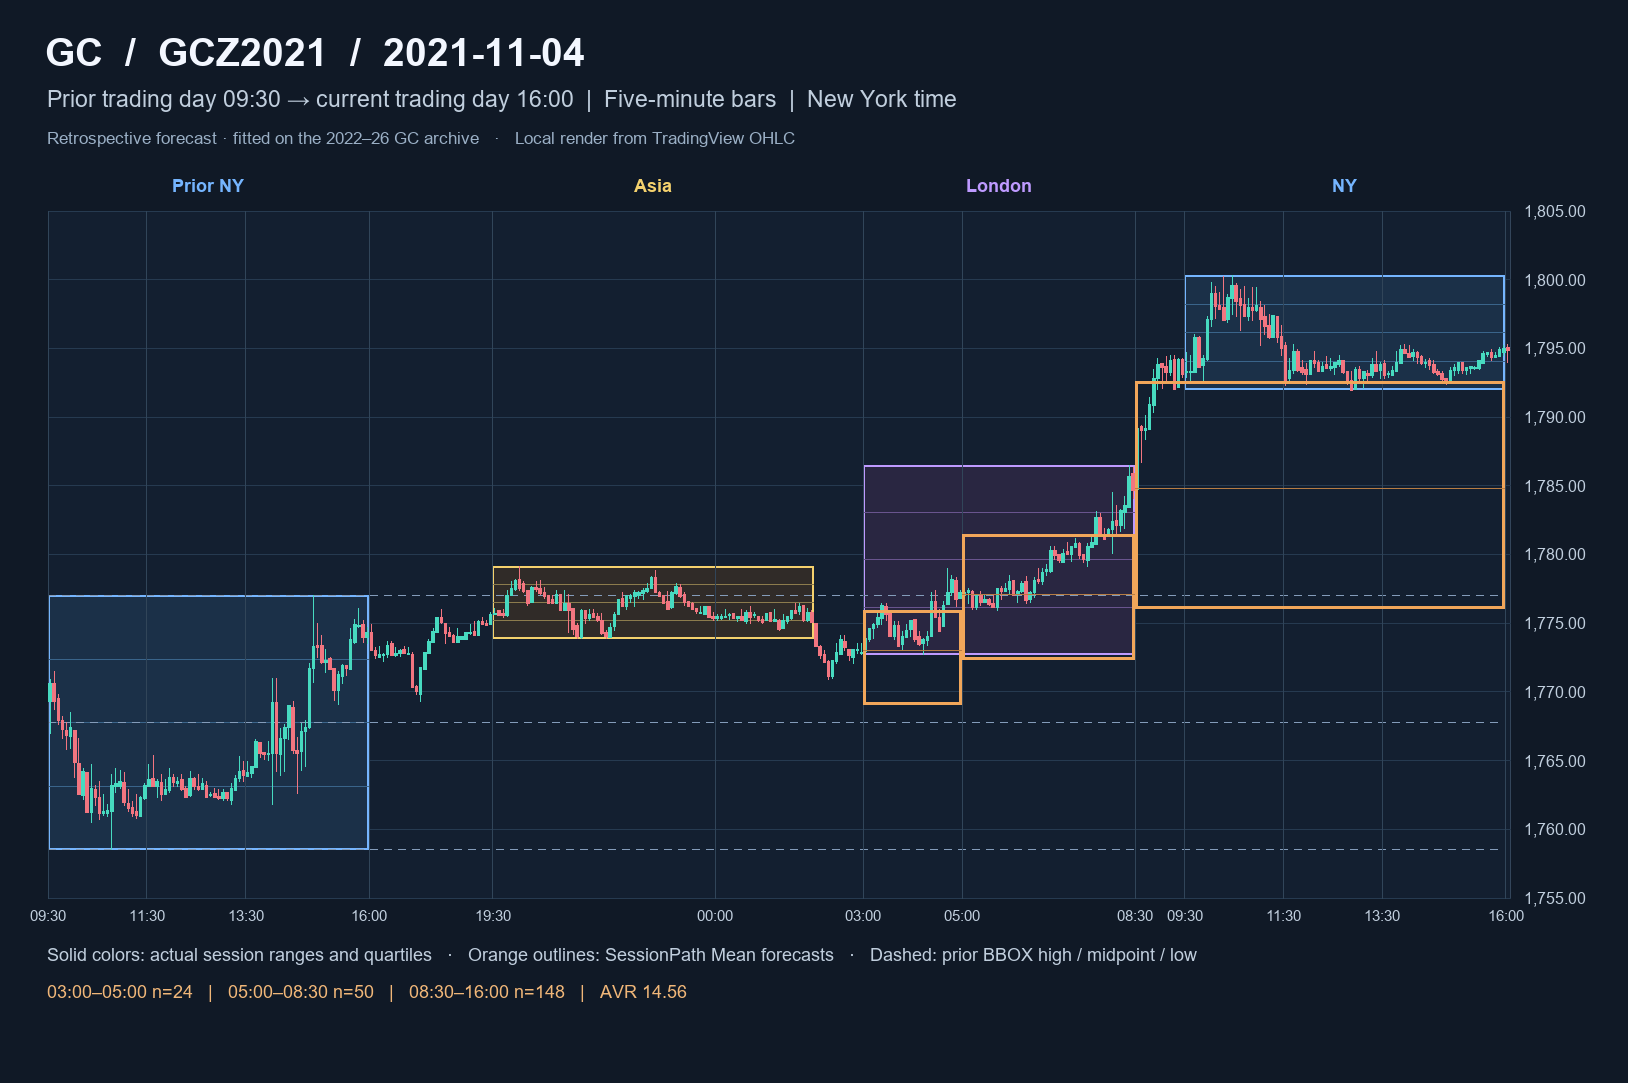 GC / GCZ2021 / 2021-11-04
Prior trading day 09:30 → current trading day 16:00 | Five-minute bars | New York time
Retrospective forecast · fitted on the 2022–26 GC archive · Local render from TradingView OHLC
Prior NY Asia London NY
1,805.00
1,800.00
1,795.00
1,790.00
1,785.00
1,780.00
1,775.00
1,770.00
1,765.00
1,760.00
1,755.00
09:30 11:30 13:30 16:00 19:30 00:00 03:00 05:00 08:30 09:30 11:30 13:30 16:00
Solid colors: actual session ranges and quartiles · Orange outlines: SessionPath Mean forecasts · Dashed: prior BBOX high / midpoint / low
03:00–05:00 n=24 | 05:00–08:30 n=50 | 08:30–16:00 n=148 | AVR 14.56